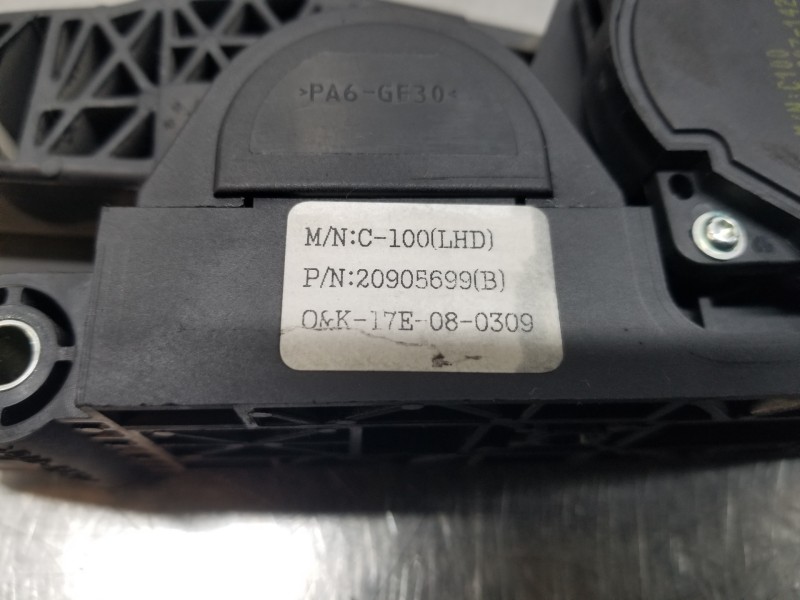 >PA6-GF30<
M/N:C-100(LHD)
P/N:20905699(B)
O&K-17E-08-0309